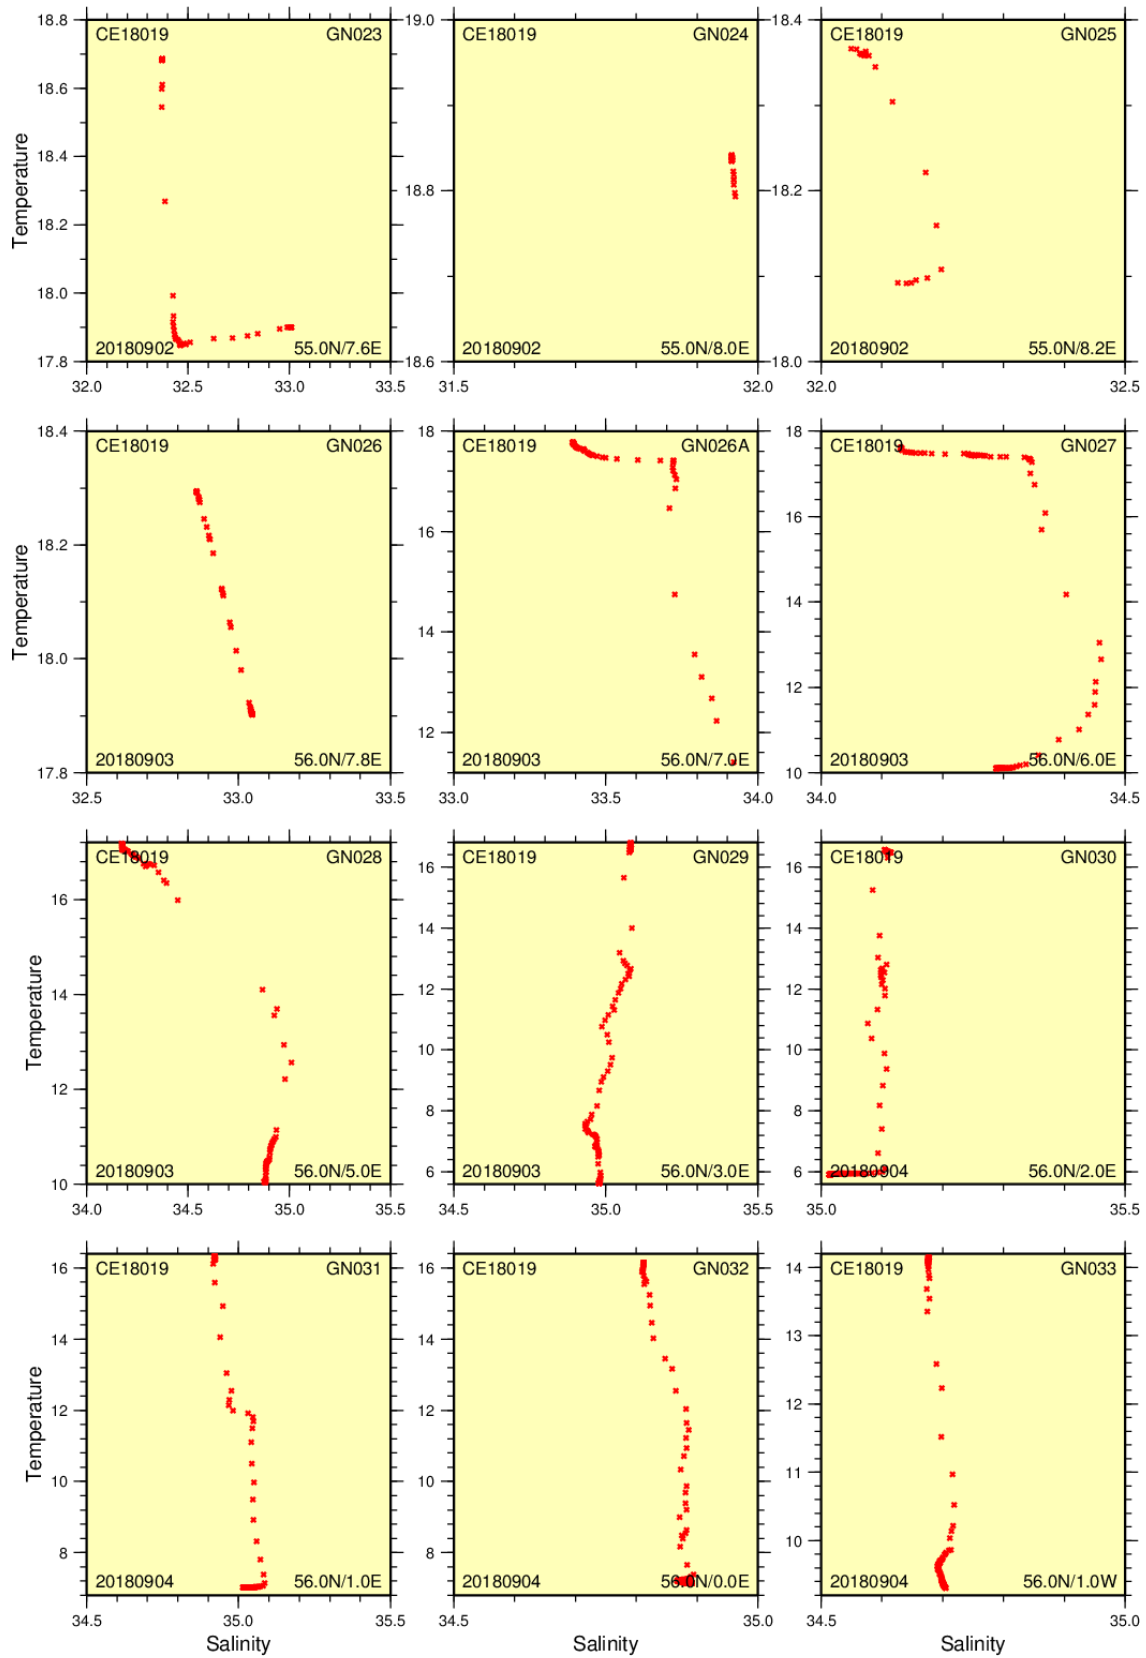 CE18019 GN023
18.8
18.6
18.4
18.2
18.0
17.8
Temperature
20180902 55.0N/7.6E
32.0 32.5 33.0 33.5
CE18019 GN024
19.0
18.8
18.6
20180902 55.0N/8.0E
31.5 32.0
CE18019 GN025
18.4
18.2
18.0
20180902 55.0N/8.2E
32.0 32.5
CE18019 GN026
18.4
18.2
18.0
17.8
Temperature
20180903 56.0N/7.8E
32.5 33.0 33.5
CE18019 GN026A
18
16
14
12
20180903 56.0N/7.0E
33.0 33.5 34.0
CE18019 GN027
18
16
14
12
10
20180903 56.0N/6.0E
34.0 34.5
CE18019 GN028
16
14
12
10
Temperature
20180903 56.0N/5.0E
34.0 34.5 35.0 35.5
CE18019 GN029
16
14
12
10
8
6
20180903 56.0N/3.0E
34.5 35.0 35.5
CE18019 GN030
16
14
12
10
8
6
20180904 56.0N/2.0E
35.0 35.5
CE18019 GN031
16
14
12
10
8
Temperature
20180904 56.0N/1.0E
34.5 35.0 35.5
Salinity
CE18019 GN032
16
14
12
10
8
20180904 56.0N/0.0E
34.5 35.0
Salinity
CE18019 GN033
14
13
12
11
10
20180904 56.0N/1.0W
34.5 35.0
Salinity